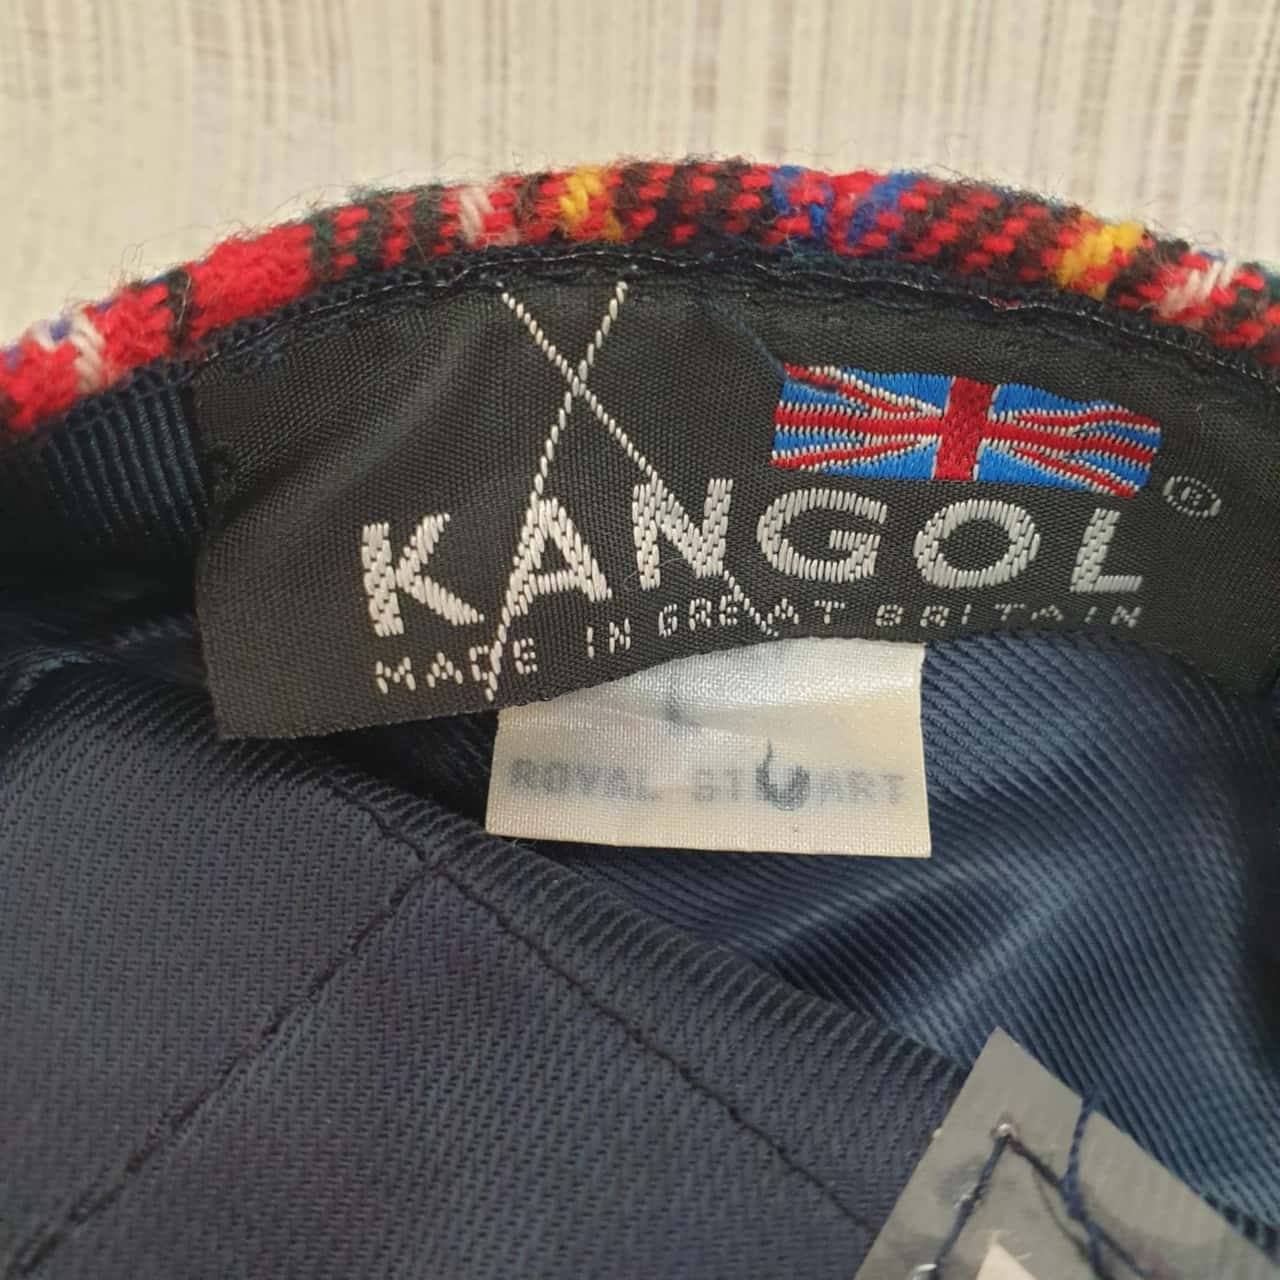 KANGOL ®
MADE IN GREAT BRITAIN
ROYAL STUART